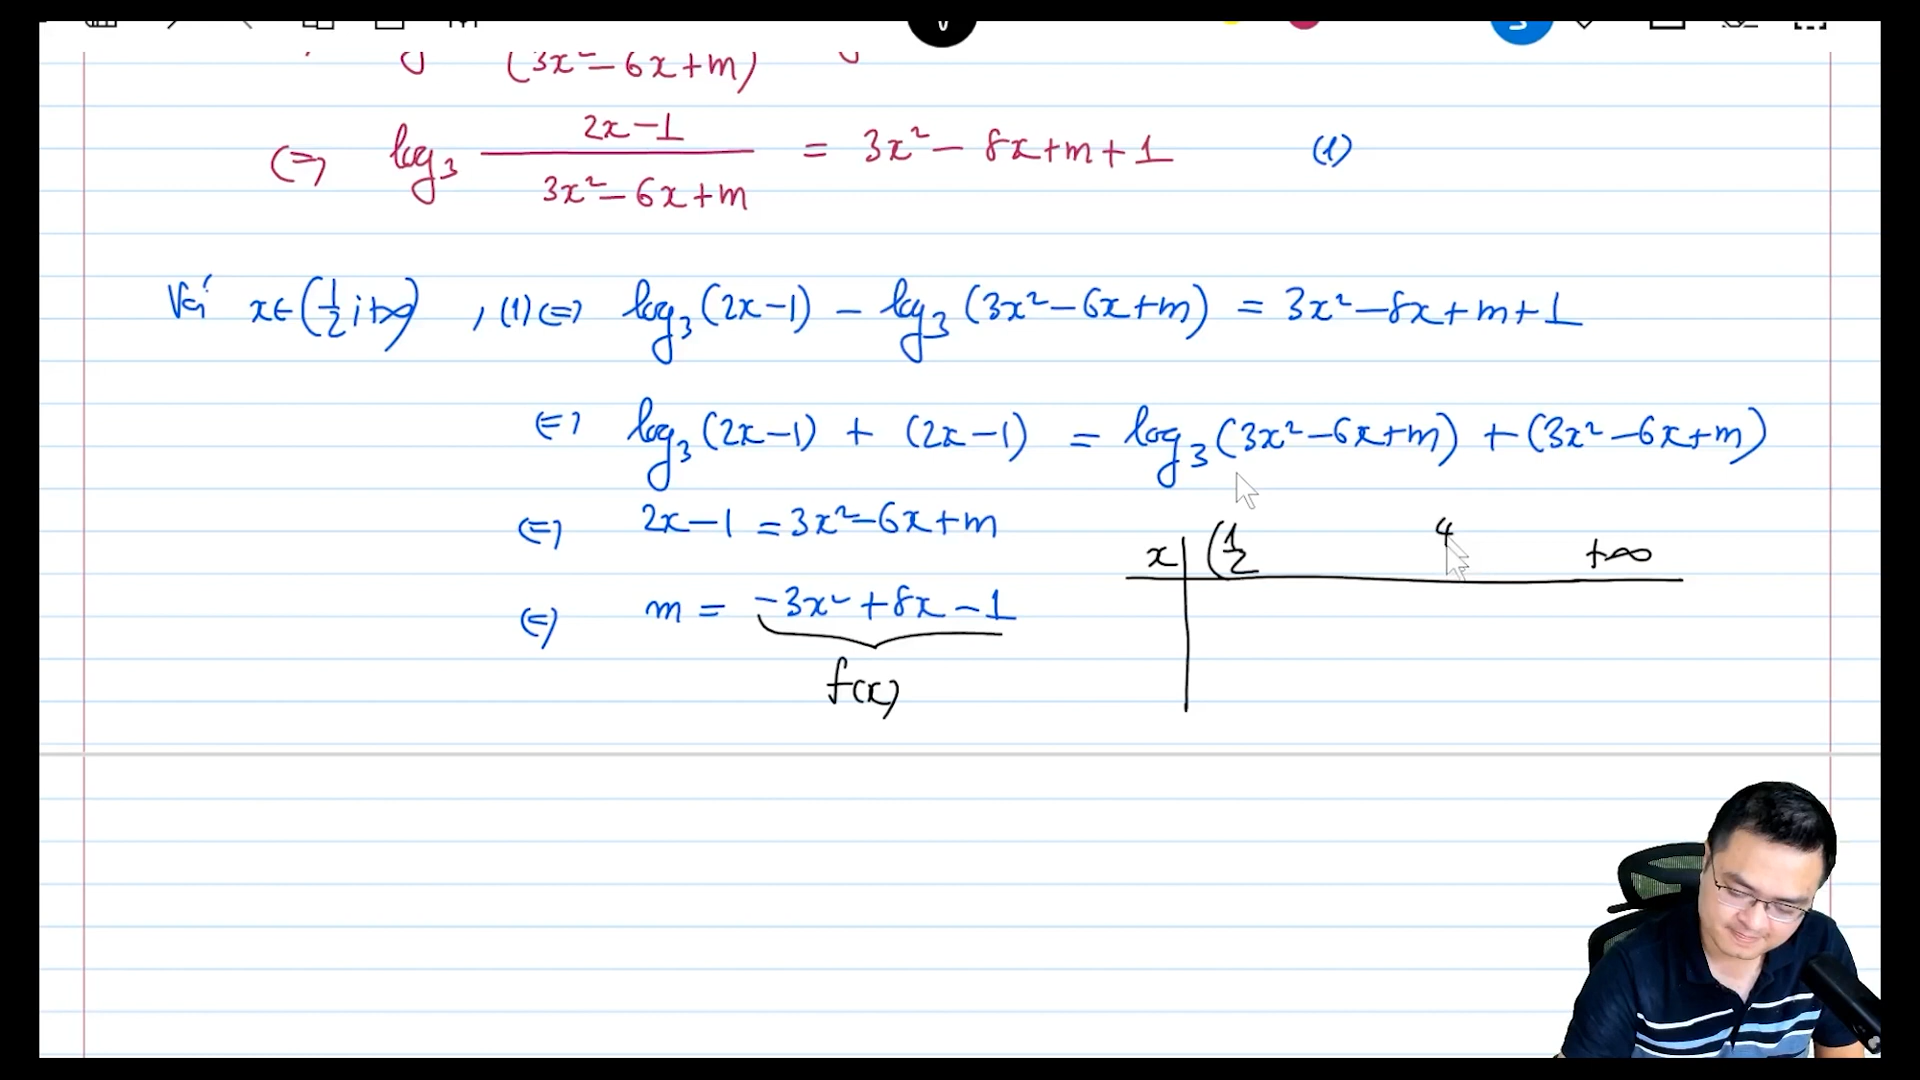 (3x²-6x+m)
⇔ log₃ (2x-1)/(3x²-6x+m) = 3x²-8x+m+1 (1)
Với x∈(1/2;+∞), (1)⇔ log₃(2x-1) - log₃(3x²-6x+m) = 3x²-8x+m+1
⇔ log₃(2x-1) + (2x-1) = log₃(3x²-6x+m) + (3x²-6x+m)
⇔ 2x-1 = 3x²-6x+m
x (1/2 4 +∞
⇔ m = -3x²+8x-1
f(x)